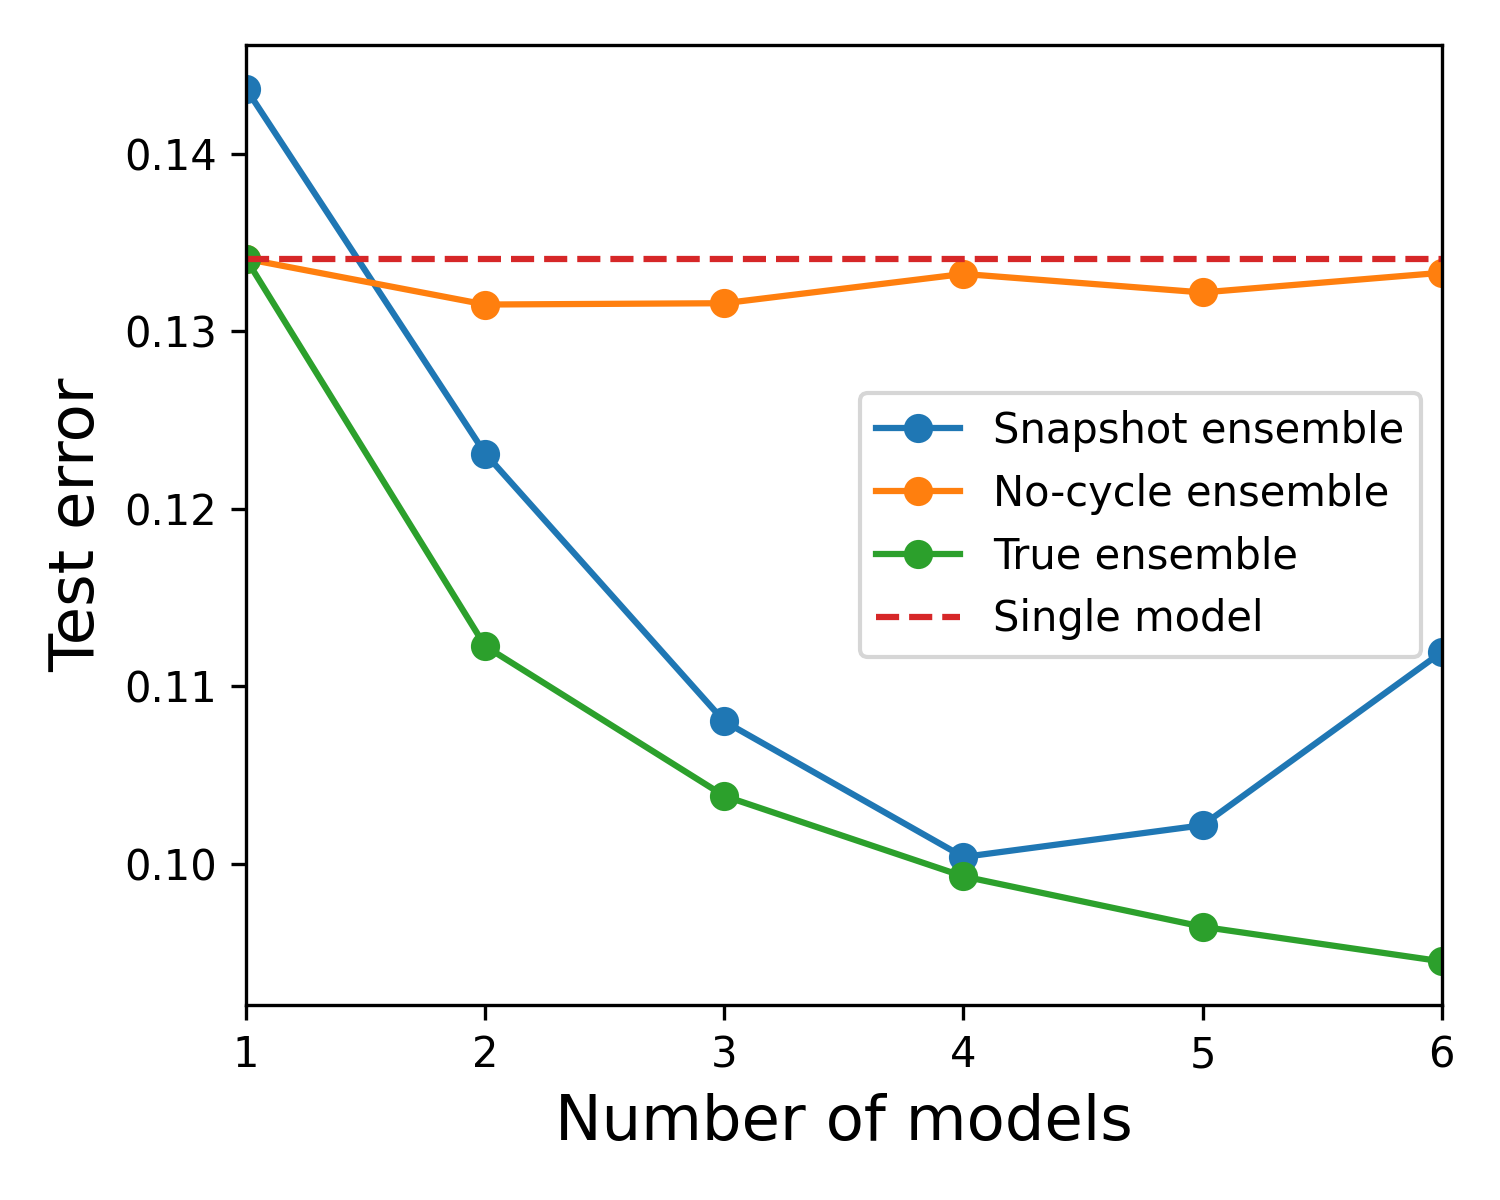 0.14
0.13
0.12
0.11
0.10
Test error
Snapshot ensemble
No-cycle ensemble
True ensemble
Single model
1 2 3 4 5 6
Number of models